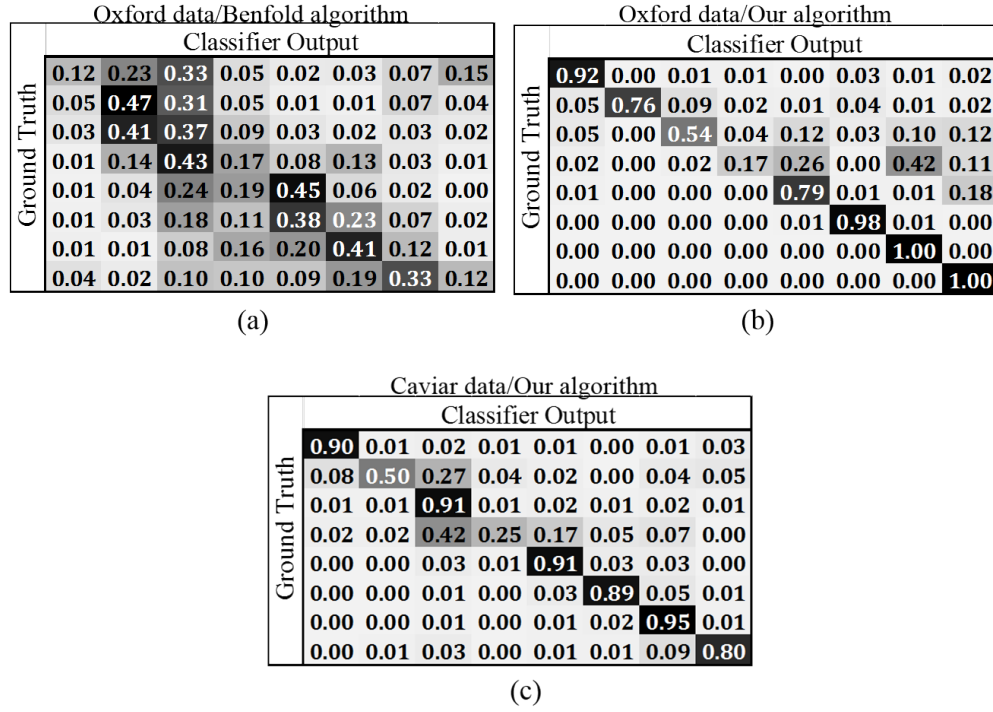 Oxford data/Benfold algorithm
Classifier Output
Ground Truth
0.12 0.23 0.33 0.05 0.02 0.03 0.07 0.15
0.05 0.47 0.31 0.05 0.01 0.01 0.07 0.04
0.03 0.41 0.37 0.09 0.03 0.02 0.03 0.02
0.01 0.14 0.43 0.17 0.08 0.13 0.03 0.01
0.01 0.04 0.24 0.19 0.45 0.06 0.02 0.00
0.01 0.03 0.18 0.11 0.38 0.23 0.07 0.02
0.01 0.01 0.08 0.16 0.20 0.41 0.12 0.01
0.04 0.02 0.10 0.10 0.09 0.19 0.33 0.12
(a)
Oxford data/Our algorithm
Classifier Output
Ground Truth
0.92 0.00 0.01 0.01 0.00 0.03 0.01 0.02
0.05 0.76 0.09 0.02 0.01 0.04 0.01 0.02
0.05 0.00 0.54 0.04 0.12 0.03 0.10 0.12
0.02 0.00 0.02 0.17 0.26 0.00 0.42 0.11
0.01 0.00 0.00 0.00 0.79 0.01 0.01 0.18
0.00 0.00 0.00 0.00 0.01 0.98 0.01 0.00
0.00 0.00 0.00 0.00 0.00 0.00 1.00 0.00
0.00 0.00 0.00 0.00 0.00 0.00 0.00 1.00
(b)
Caviar data/Our algorithm
Classifier Output
Ground Truth
0.90 0.01 0.02 0.01 0.01 0.00 0.01 0.03
0.08 0.50 0.27 0.04 0.02 0.00 0.04 0.05
0.01 0.01 0.91 0.01 0.02 0.01 0.02 0.01
0.02 0.02 0.42 0.25 0.17 0.05 0.07 0.00
0.00 0.00 0.03 0.01 0.91 0.03 0.03 0.00
0.00 0.00 0.01 0.00 0.03 0.89 0.05 0.01
0.00 0.00 0.01 0.00 0.01 0.02 0.95 0.01
0.00 0.01 0.03 0.00 0.01 0.01 0.09 0.80
(c)